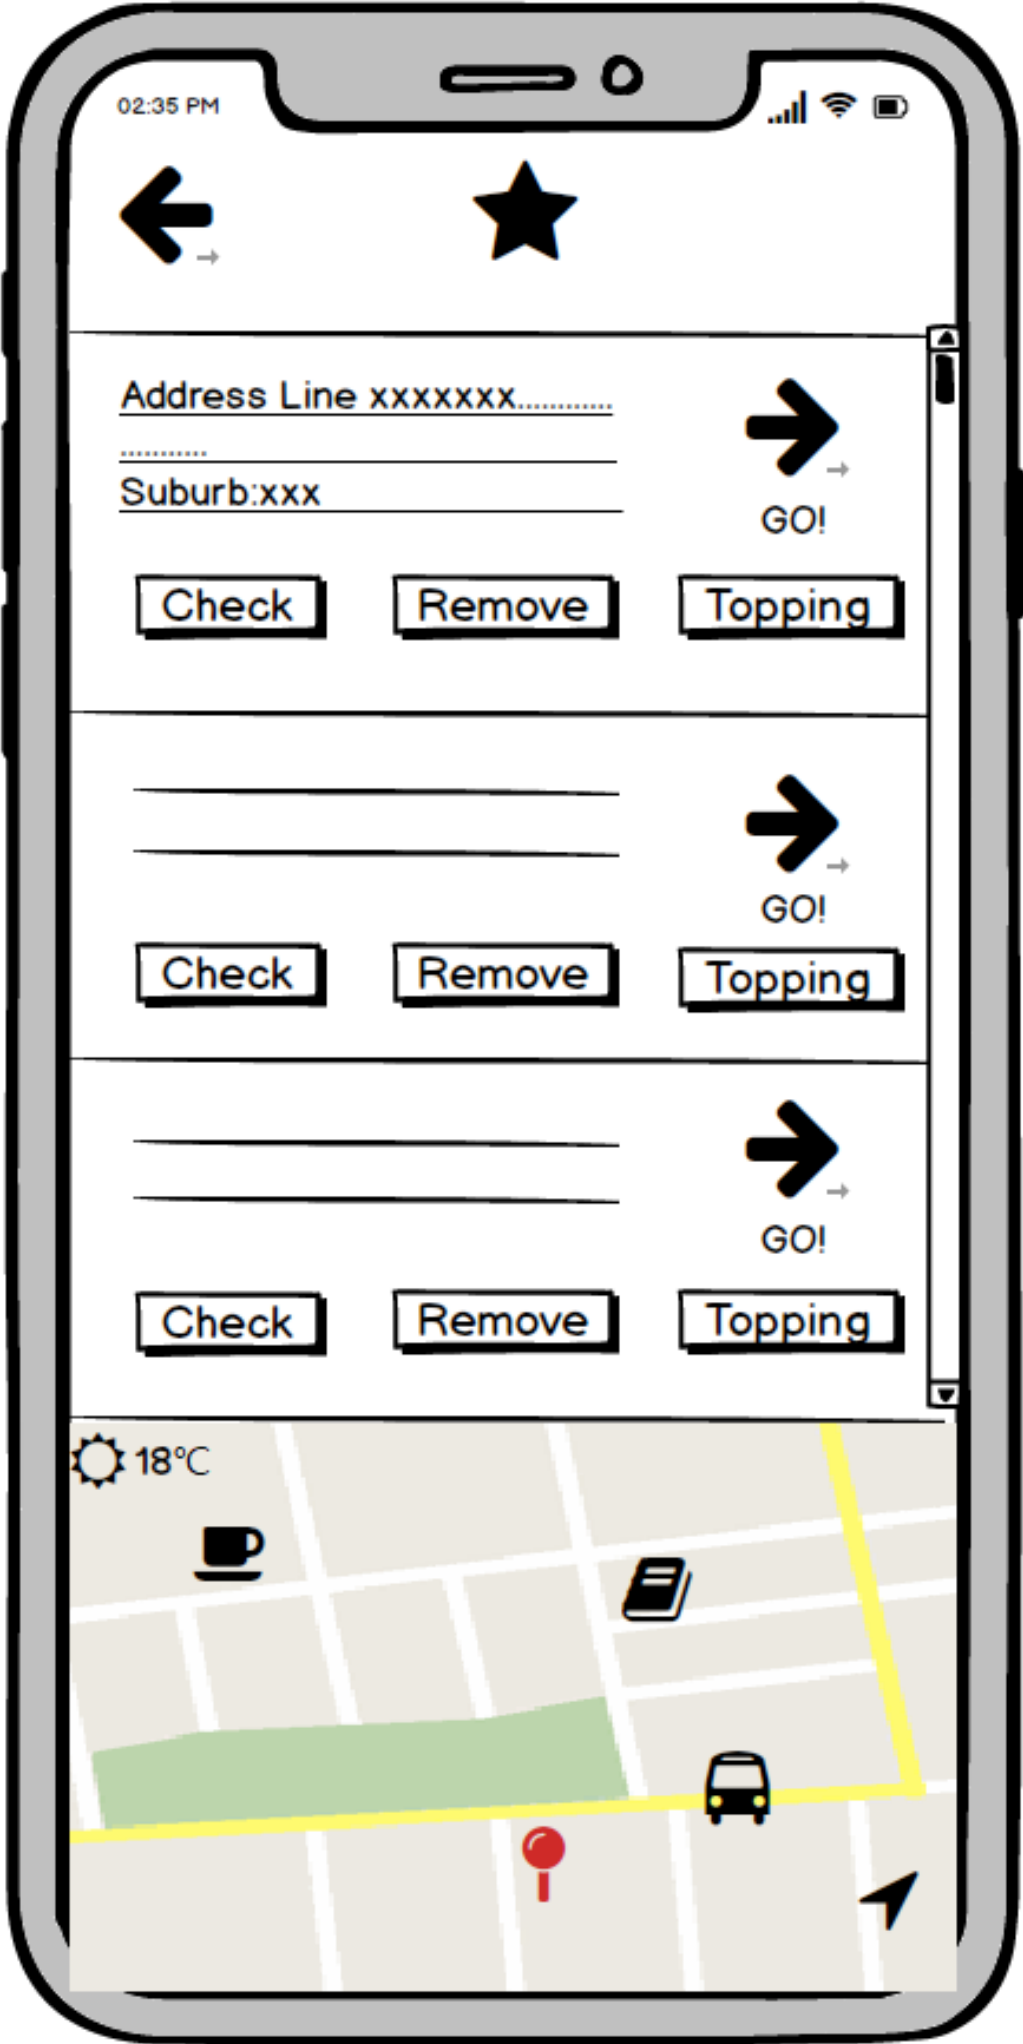 02:35 PM
Address Line xxxxxxx............
...........
Suburb:xxx
GO!
Check Remove Topping
GO!
Check Remove Topping
GO!
Check Remove Topping
18°C